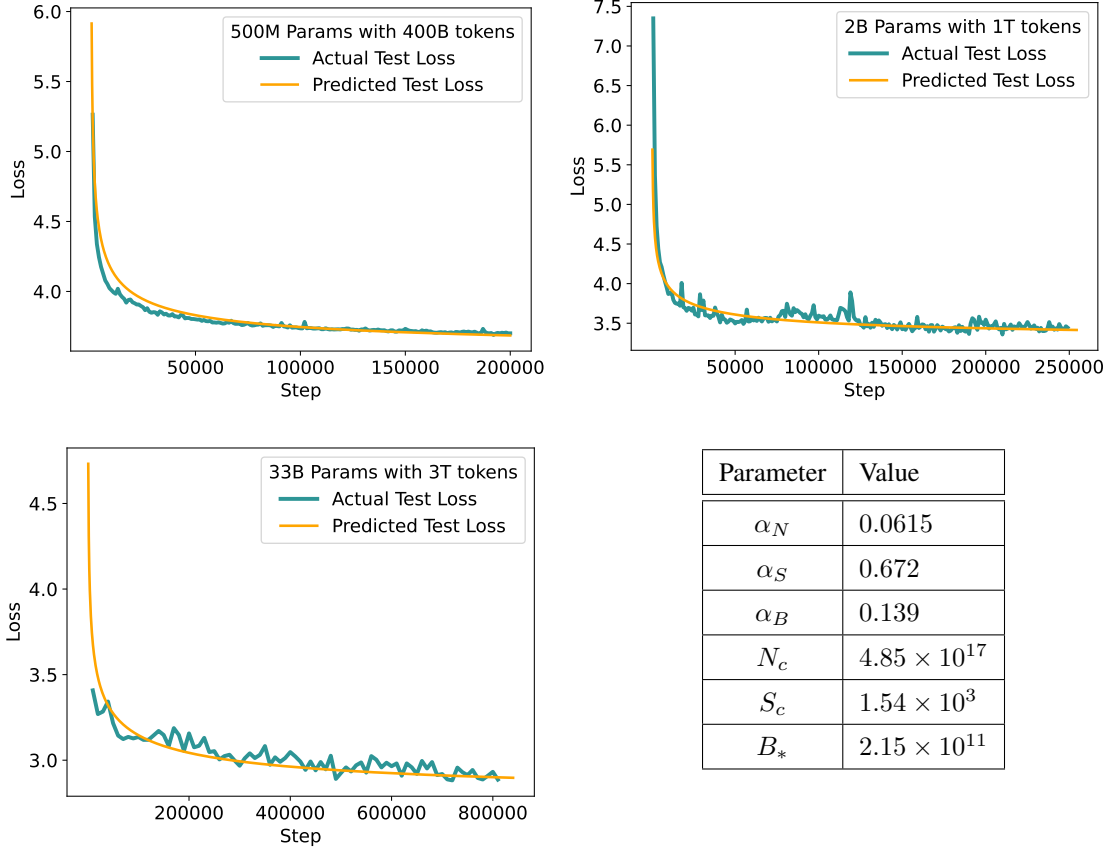 500M Params with 400B tokens
Actual Test Loss
Predicted Test Loss
6.0
5.5
5.0
4.5
4.0
Loss
50000 100000 150000 200000
Step
2B Params with 1T tokens
Actual Test Loss
Predicted Test Loss
7.5
7.0
6.5
6.0
5.5
5.0
4.5
4.0
3.5
Loss
50000 100000 150000 200000 250000
Step
33B Params with 3T tokens
Actual Test Loss
Predicted Test Loss
4.5
4.0
3.5
3.0
Loss
200000 400000 600000 800000
Step
Parameter Value
α_N 0.0615
α_S 0.672
α_B 0.139
N_c 4.85 × 10^17
S_c 1.54 × 10^3
B_* 2.15 × 10^11